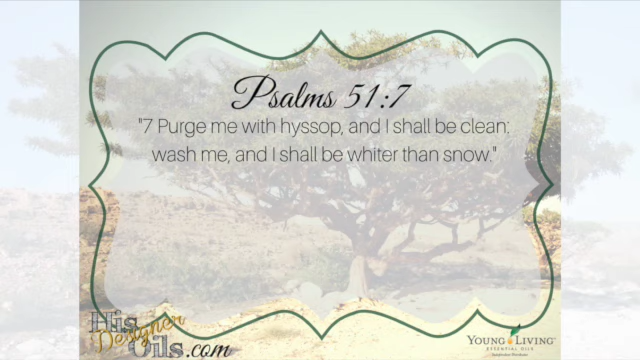 Psalms 51:7
"7 Purge me with hyssop, and I shall be clean:
wash me, and I shall be whiter than snow."
His
Designer
Oils.com
YOUNG LIVING
ESSENTIAL OILS